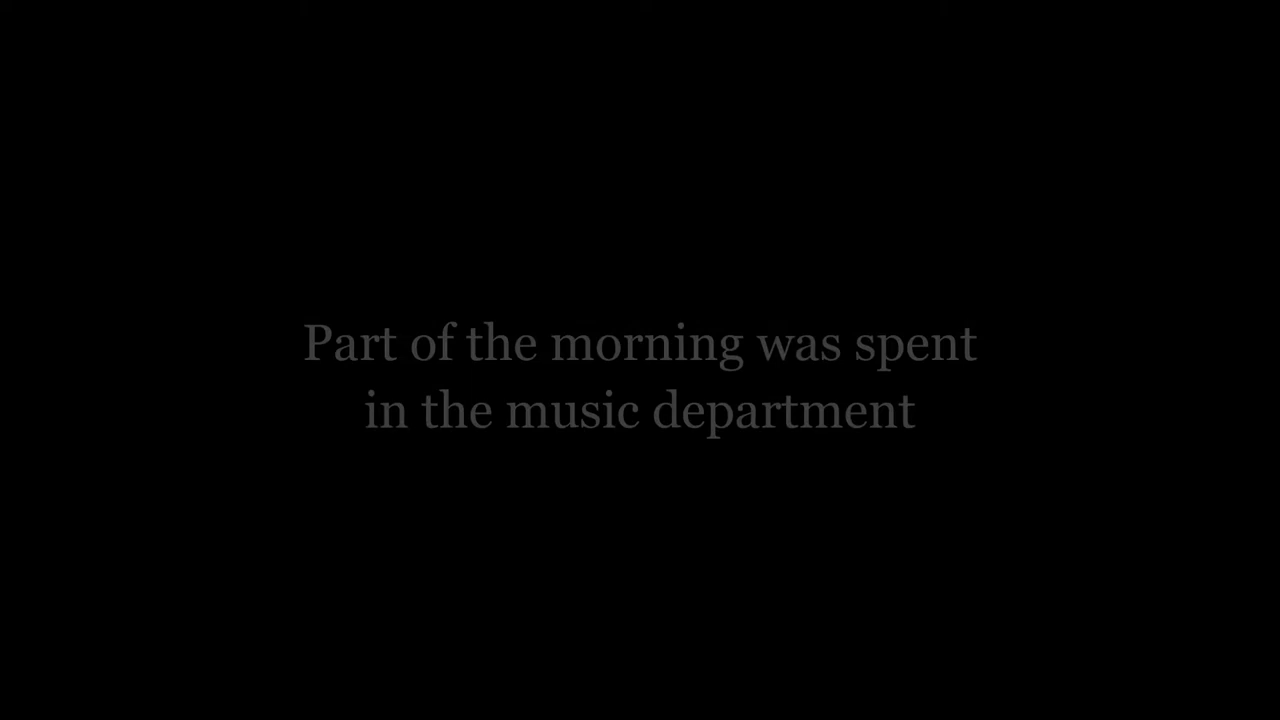 Part of the morning was spent
in the music department